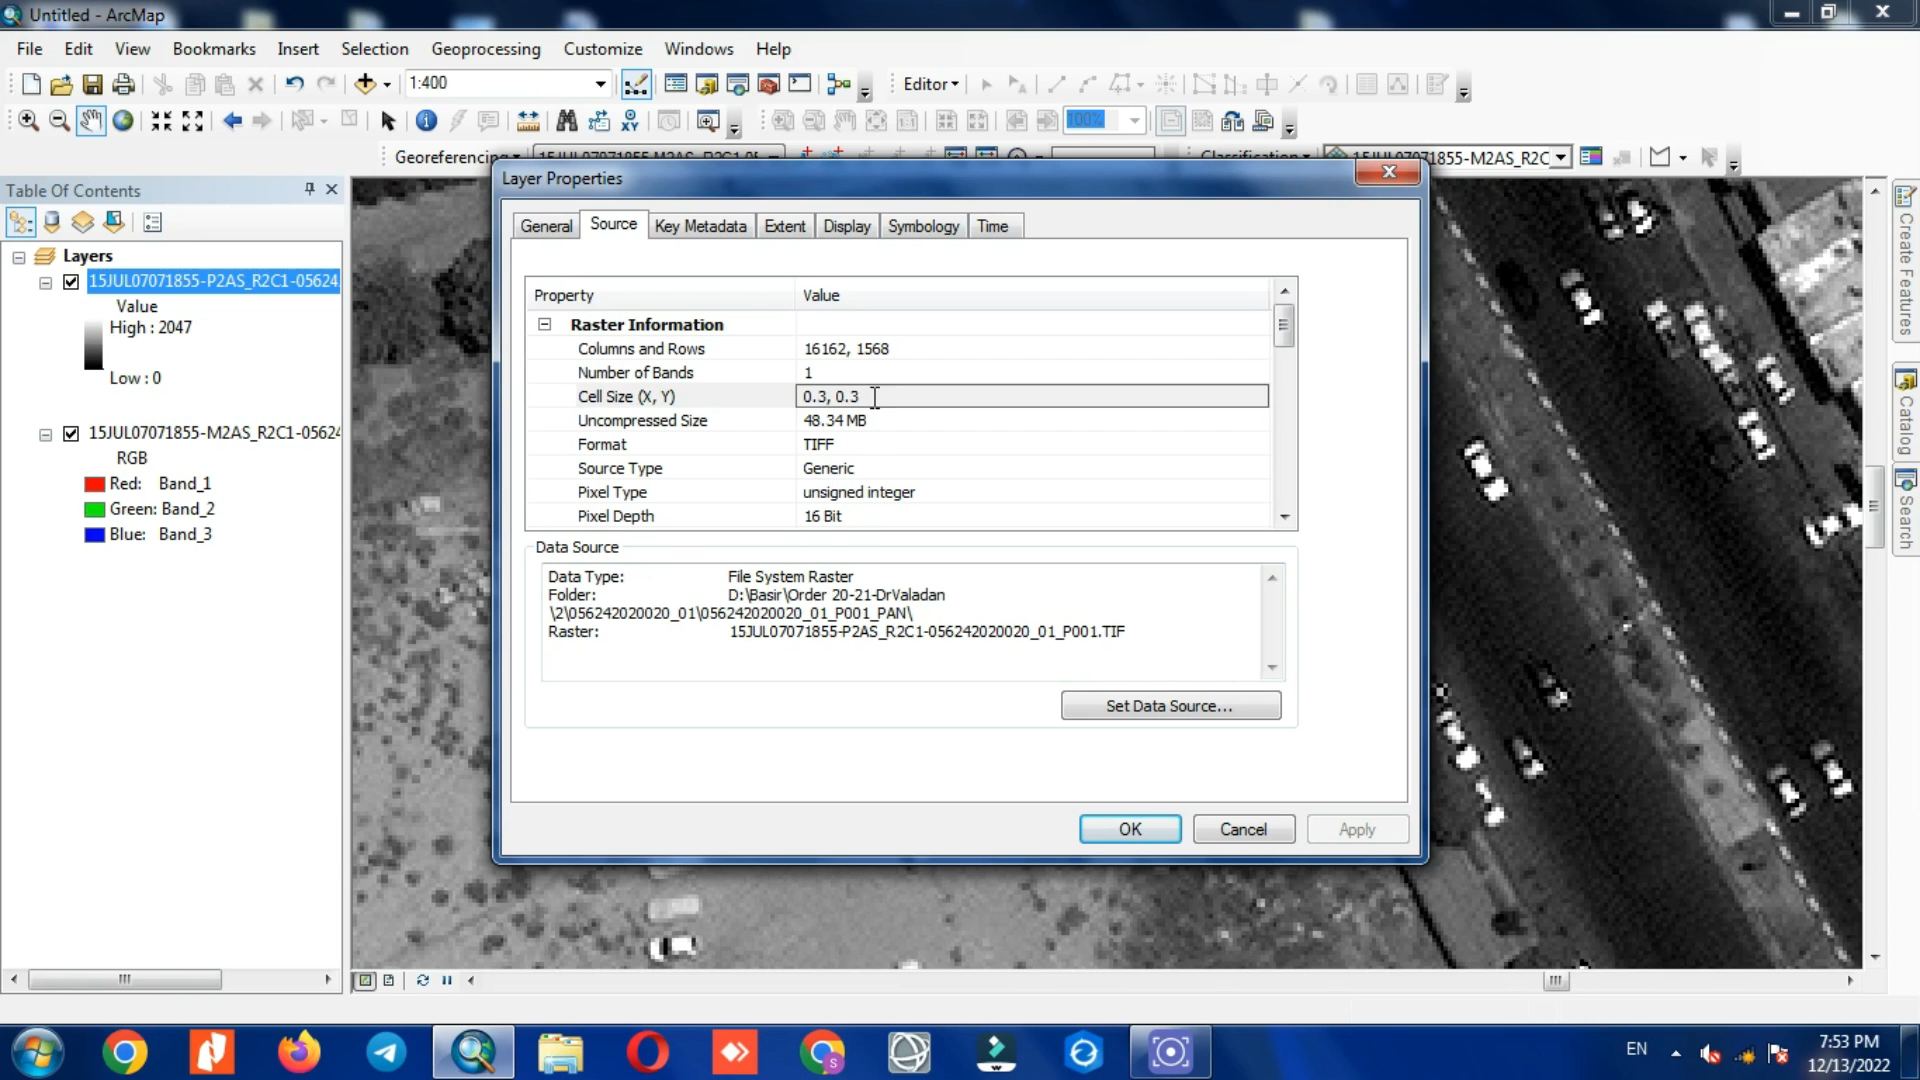 Untitled - ArcMap
File Edit View Bookmarks Insert Selection Geoprocessing Customize Windows Help
1:400
Editor
100%
Georeferencing
Classification
15JUL07071855-M2AS_R2C
Table Of Contents
Layers
15JUL07071855-P2AS_R2C1-05624
Value
High : 2047
Low : 0
15JUL07071855-M2AS_R2C1-0562
RGB
Red: Band_1
Green: Band_2
Blue: Band_3
Layer Properties
General Source Key Metadata Extent Display Symbology Time
Property Value
Raster Information
Columns and Rows 16162, 1568
Number of Bands 1
Cell Size (X, Y) 0.3, 0.3
Uncompressed Size 48.34 MB
Format TIFF
Source Type Generic
Pixel Type unsigned integer
Pixel Depth 16 Bit
Data Source
Data Type: File System Raster
Folder: D:\Basir\Order 20-21-DrValadan
\2\056242020020_01\056242020020_01_P001_PAN\
Raster: 15JUL07071855-P2AS_R2C1-056242020020_01_P001.TIF
Set Data Source...
OK Cancel Apply
Create Features
Catalog
Search
EN
7:53 PM
12/13/2022